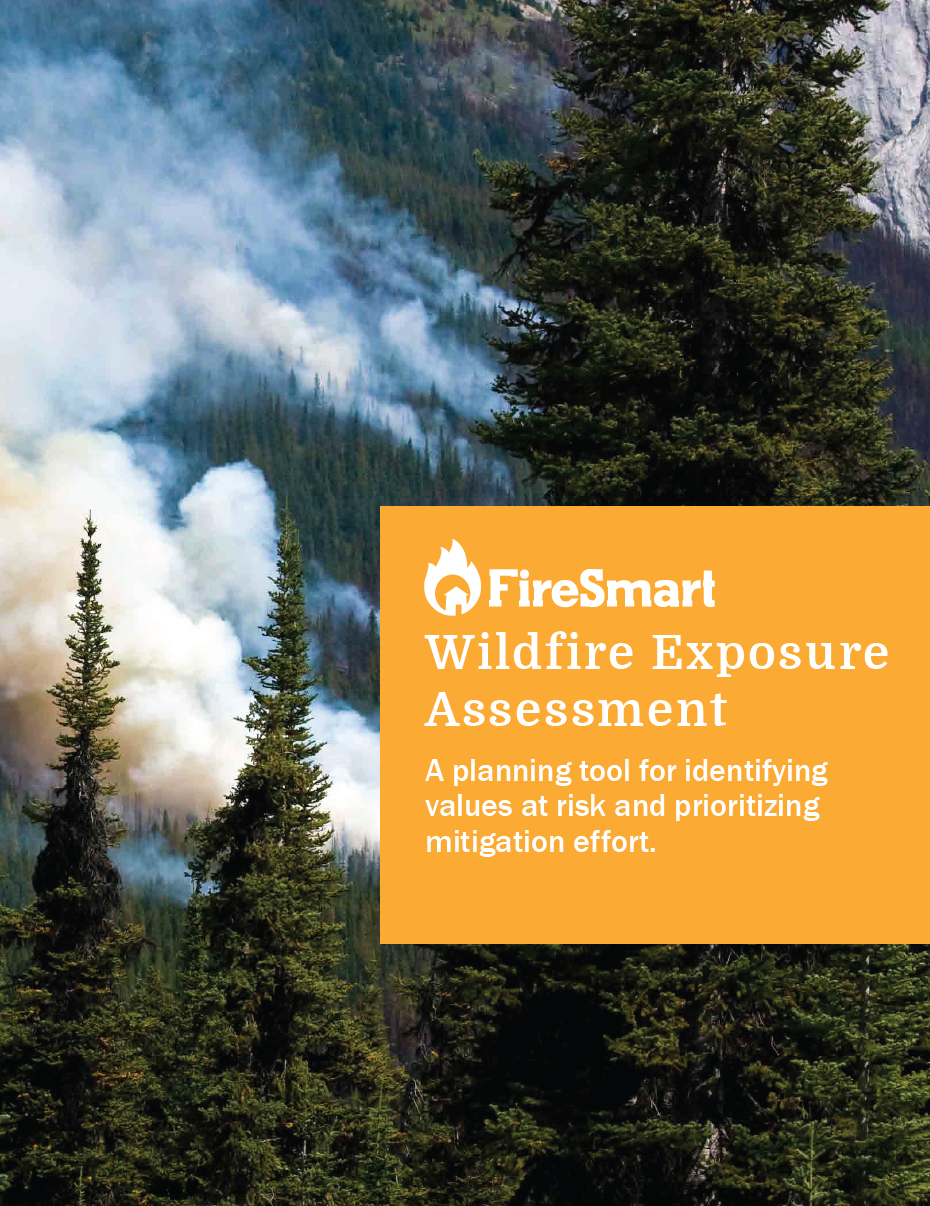 FireSmart
Wildfire Exposure
Assessment
A planning tool for identifying
values at risk and prioritizing
mitigation effort.